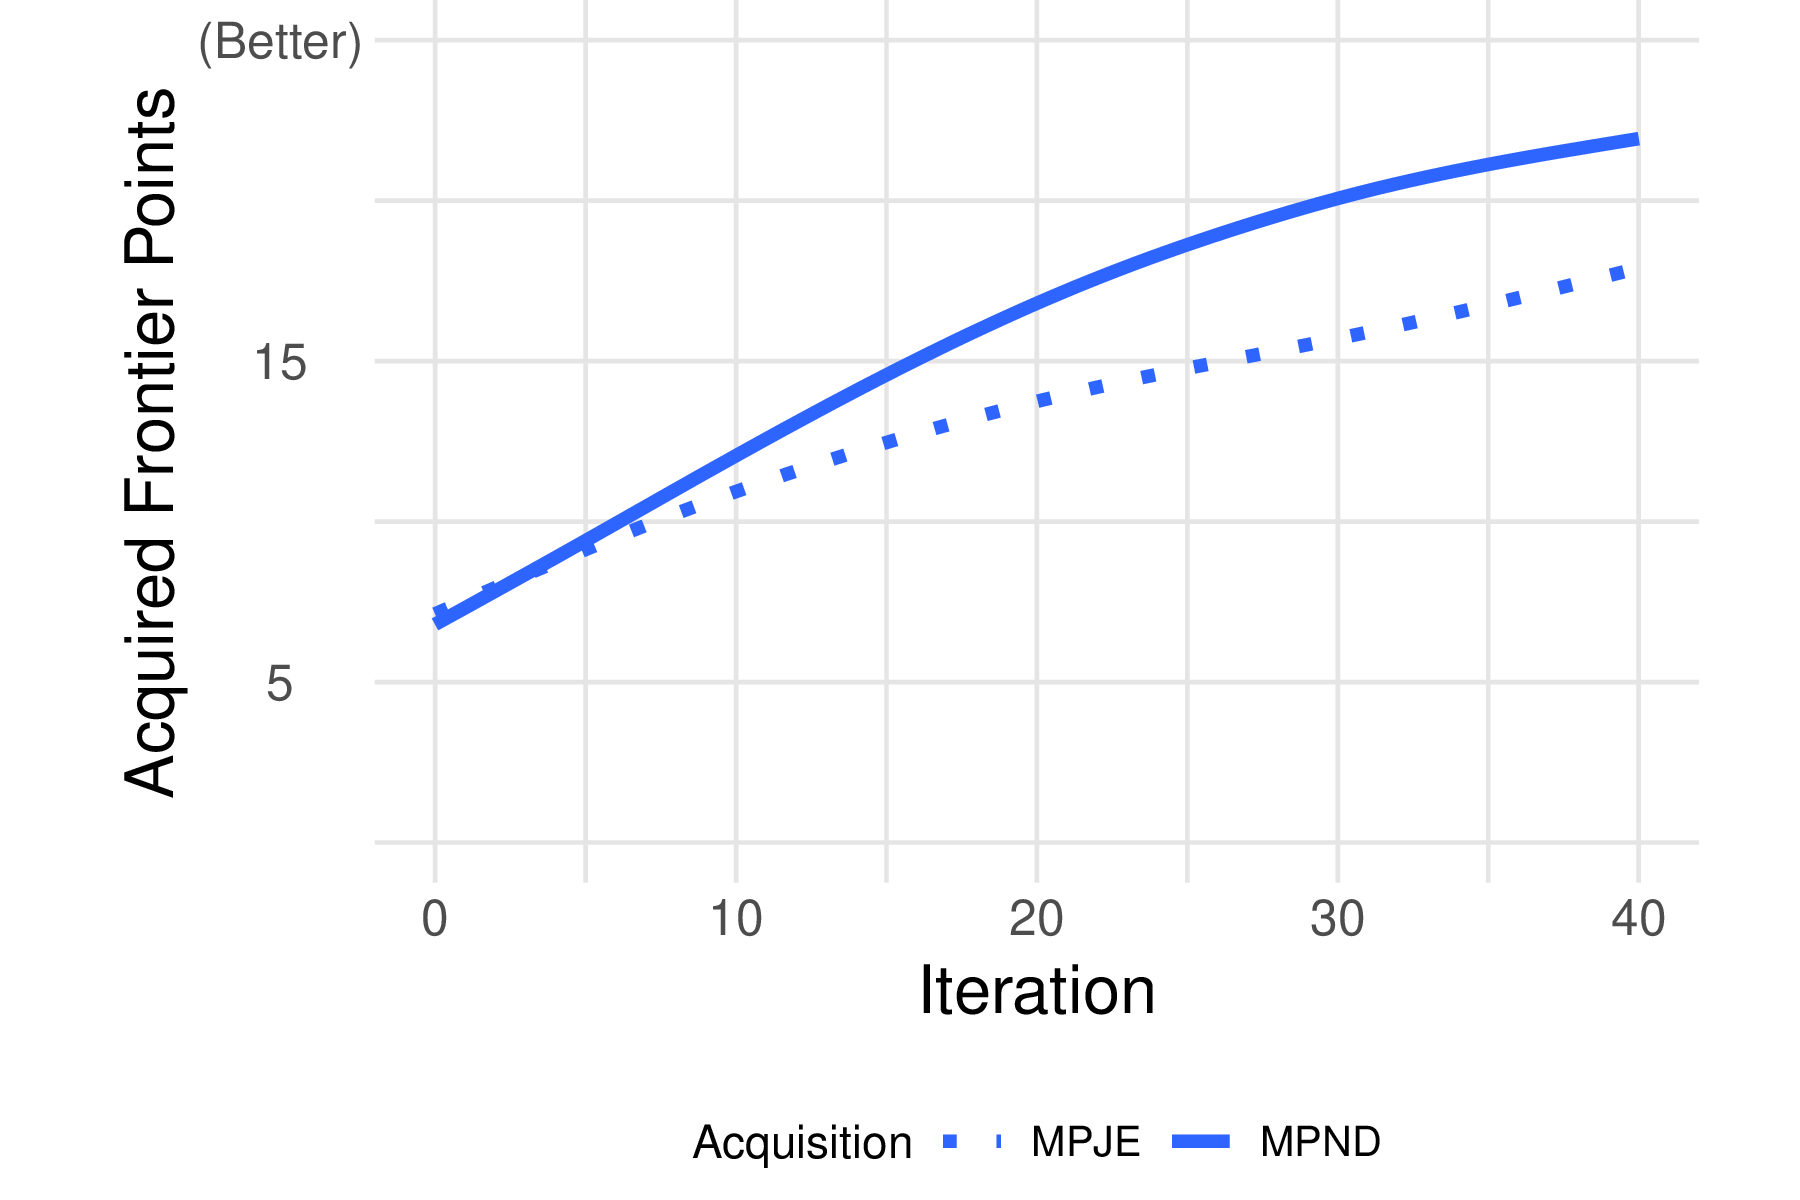 (Better)
Acquired Frontier Points
15
5
0 10 20 30 40
Iteration
Acquisition MPJE MPND